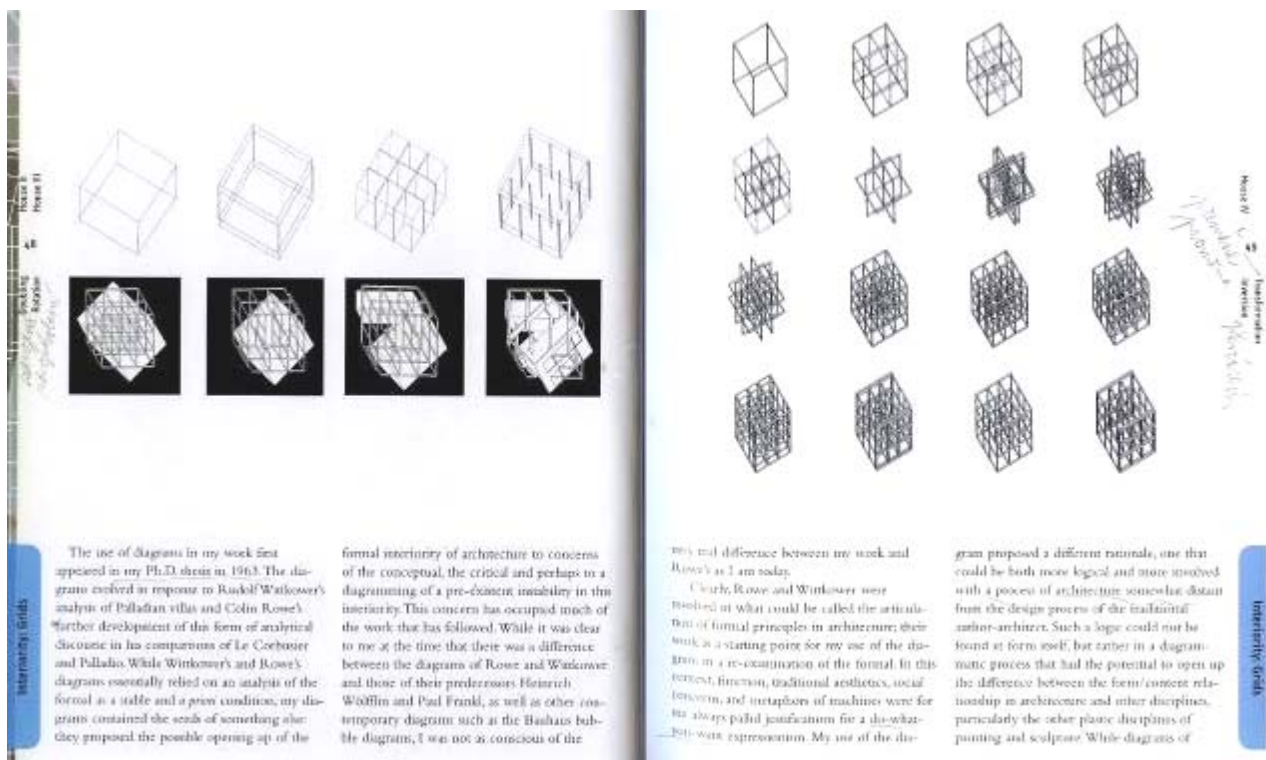 House II
House III
48
Doubling
Rotation
Interiority: Grids
The use of diagrams in my work first
appeared in my Ph.D. thesis in 1963. The dia-
grams evolved in response to Rudolf Wittkower's
analysis of Palladian villas and Colin Rowe's
further development of this form of analytical
discourse in his comparisons of Le Corbusier
and Palladio. While Wittkower's and Rowe's
diagrams essentially relied on an analysis of the
formal as a stable and a priori condition, my dia-
grams contained the seeds of something else:
they proposed the possible opening up of the
formal interiority of architecture to concerns
of the conceptual, the critical and perhaps to a
diagramming of a pre-existent instability in this
interiority. This concern has occupied much of
the work that has followed. While it was clear
to me at the time that there was a difference
between the diagrams of Rowe and Wittkower
and those of their predecessors Heinrich
Wölfflin and Paul Frankl, as well as other con-
temporary diagrams such as the Bauhaus bub-
ble diagrams, I was not as conscious of the
real difference between my work and
Rowe's as I am today.
Clearly, Rowe and Wittkower were
involved in what could be called the articula-
tion of formal principles in architecture; their
work is a starting point for my use of the dia-
gram in a re-examination of the formal. In this
context, function, traditional aesthetics, social
concern, and metaphors of machines were for
me always pallid justifications for a do-what-
you-want expressionism. My use of the dia-
gram proposed a different rationale, one that
could be both more logical and more involved
with a process of architecture somewhat distant
from the design process of the traditional
author-architect. Such a logic could not be
found in form itself, but rather in a diagram-
matic process that had the potential to open up
the difference between the form/content rela-
tionship in architecture and other disciplines,
particularly the other plastic disciplines of
painting and sculpture. While diagrams of
House IV
49
Transformation
Inversion
Interiority: Grids